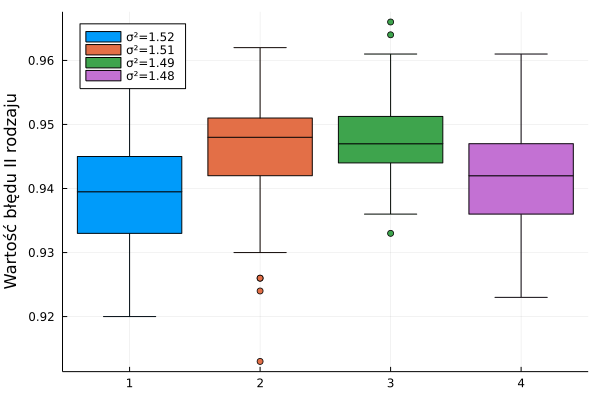 σ²=1.52
σ²=1.51
σ²=1.49
σ²=1.48
Wartość błędu II rodzaju
0.96
0.95
0.94
0.93
0.92
1 2 3 4